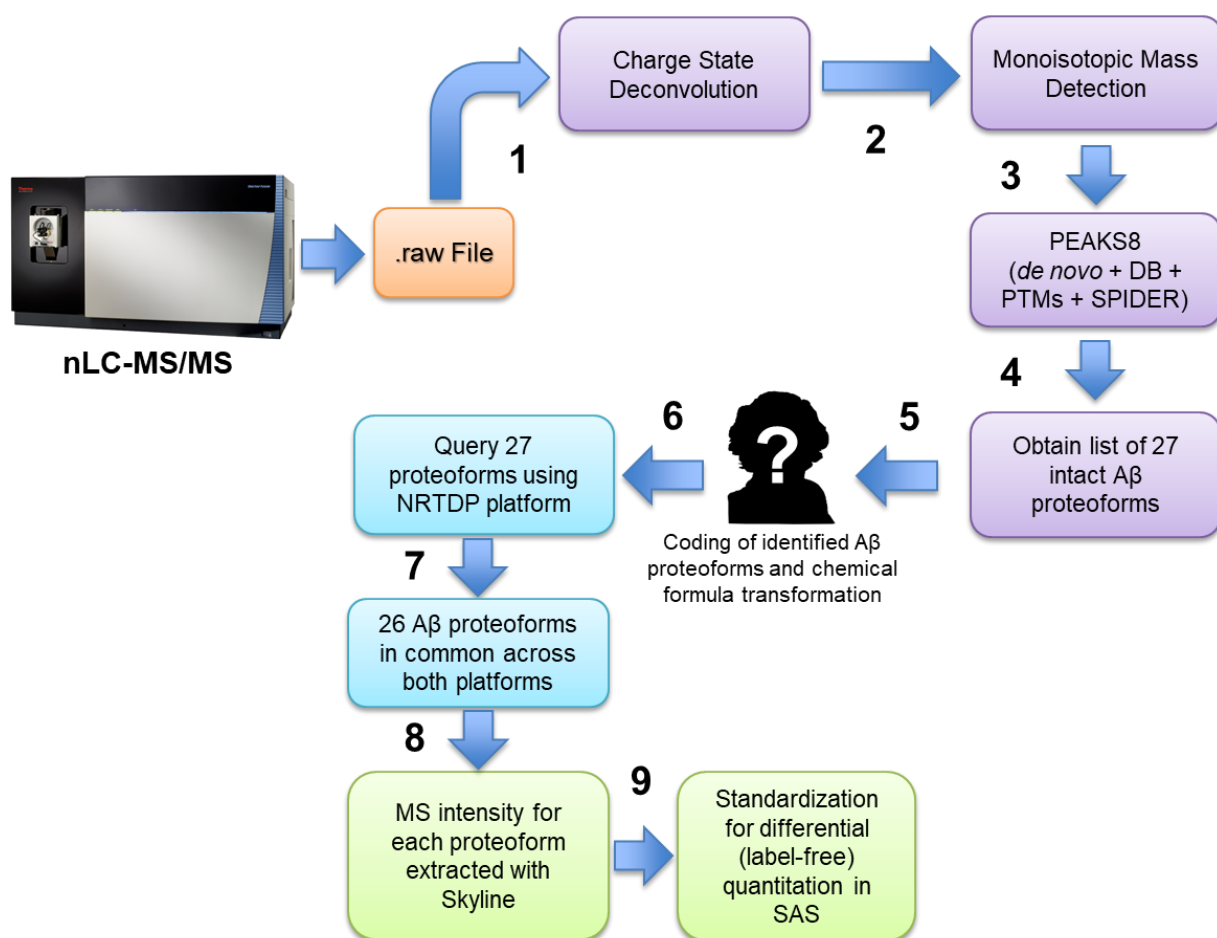 Charge State
Deconvolution
Monoisotopic Mass
Detection
1
2
3
.raw File
nLC-MS/MS
PEAKS8
(de novo + DB +
PTMs + SPIDER)
4
Obtain list of 27
intact Aβ
proteoforms
5
?
Coding of identified Aβ
proteoforms and chemical
formula transformation
6
Query 27
proteoforms using
NRTDP platform
7
26 Aβ proteoforms
in common across
both platforms
8
MS intensity for
each proteoform
extracted with
Skyline
9
Standardization
for differential
(label-free)
quantitation in
SAS